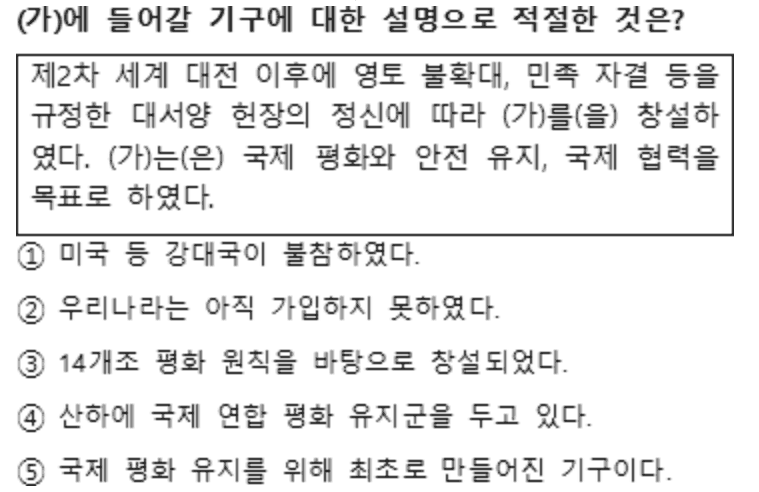 (가)에 들어갈 기구에 대한 설명으로 적절한 것은?
제2차 세계 대전 이후에 영토 불확대, 민족 자결 등을
규정한 대서양 헌장의 정신에 따라 (가)를(을) 창설하
였다. (가)는(은) 국제 평화와 안전 유지, 국제 협력을
목표로 하였다.
① 미국 등 강대국이 불참하였다.
② 우리나라는 아직 가입하지 못하였다.
③ 14개조 평화 원칙을 바탕으로 창설되었다.
④ 산하에 국제 연합 평화 유지군을 두고 있다.
⑤ 국제 평화 유지를 위해 최초로 만들어진 기구이다.